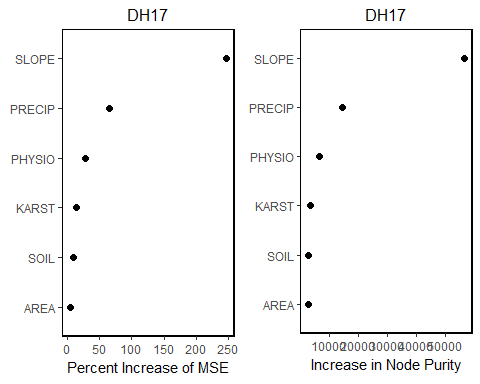 DH17
SLOPE
PRECIP
PHYSIO
KARST
SOIL
AREA
0 50 100 150 200 250
Percent Increase of MSE
DH17
SLOPE
PRECIP
PHYSIO
KARST
SOIL
AREA
10000 20000 30000 40000 50000
Increase in Node Purity